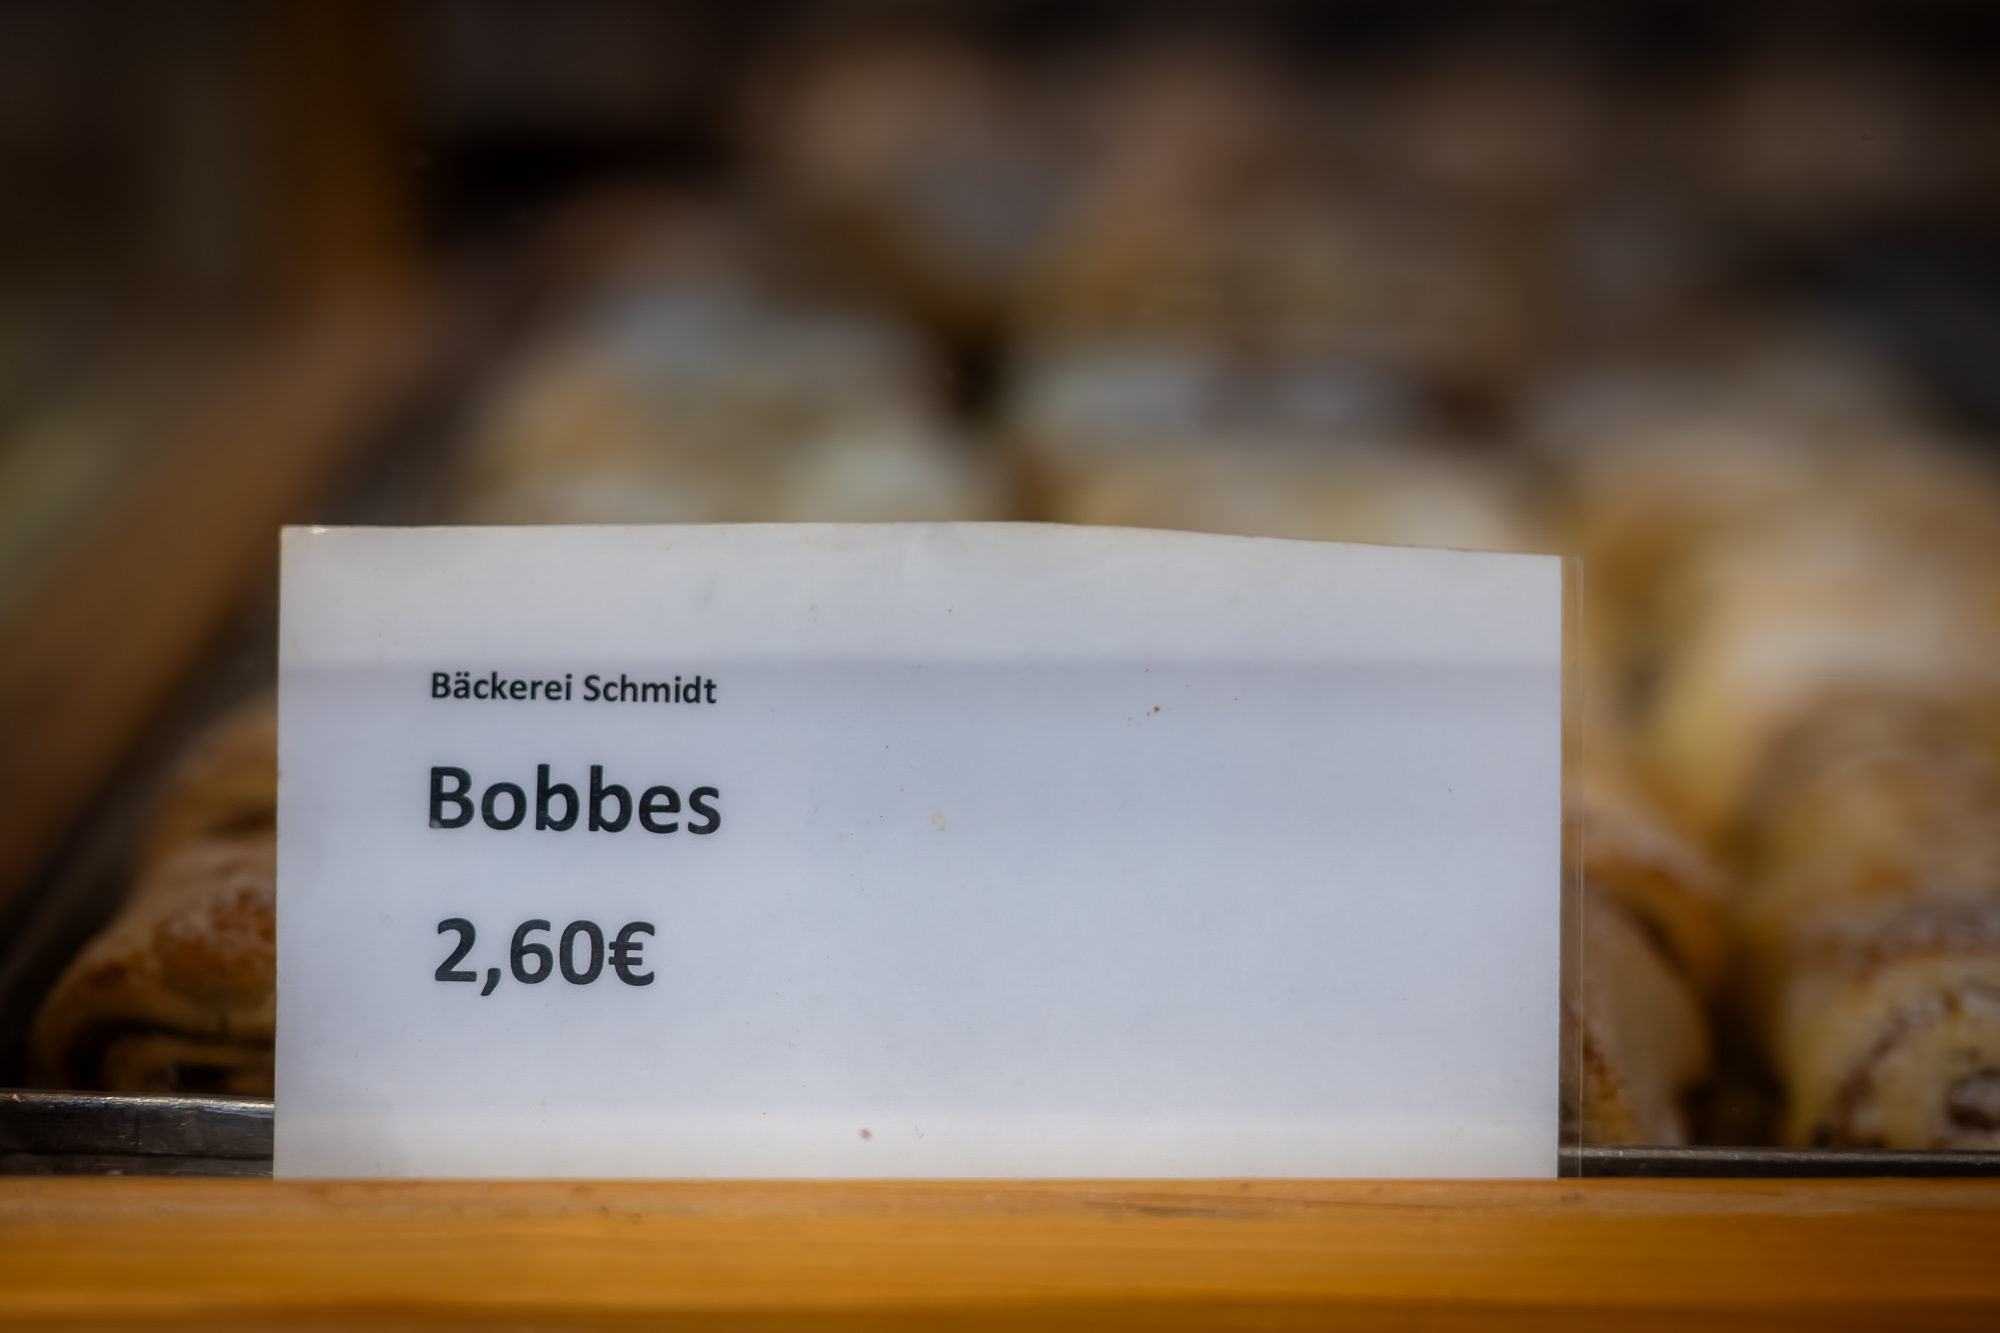 Bäckerei Schmidt
Bobbes
2,60€